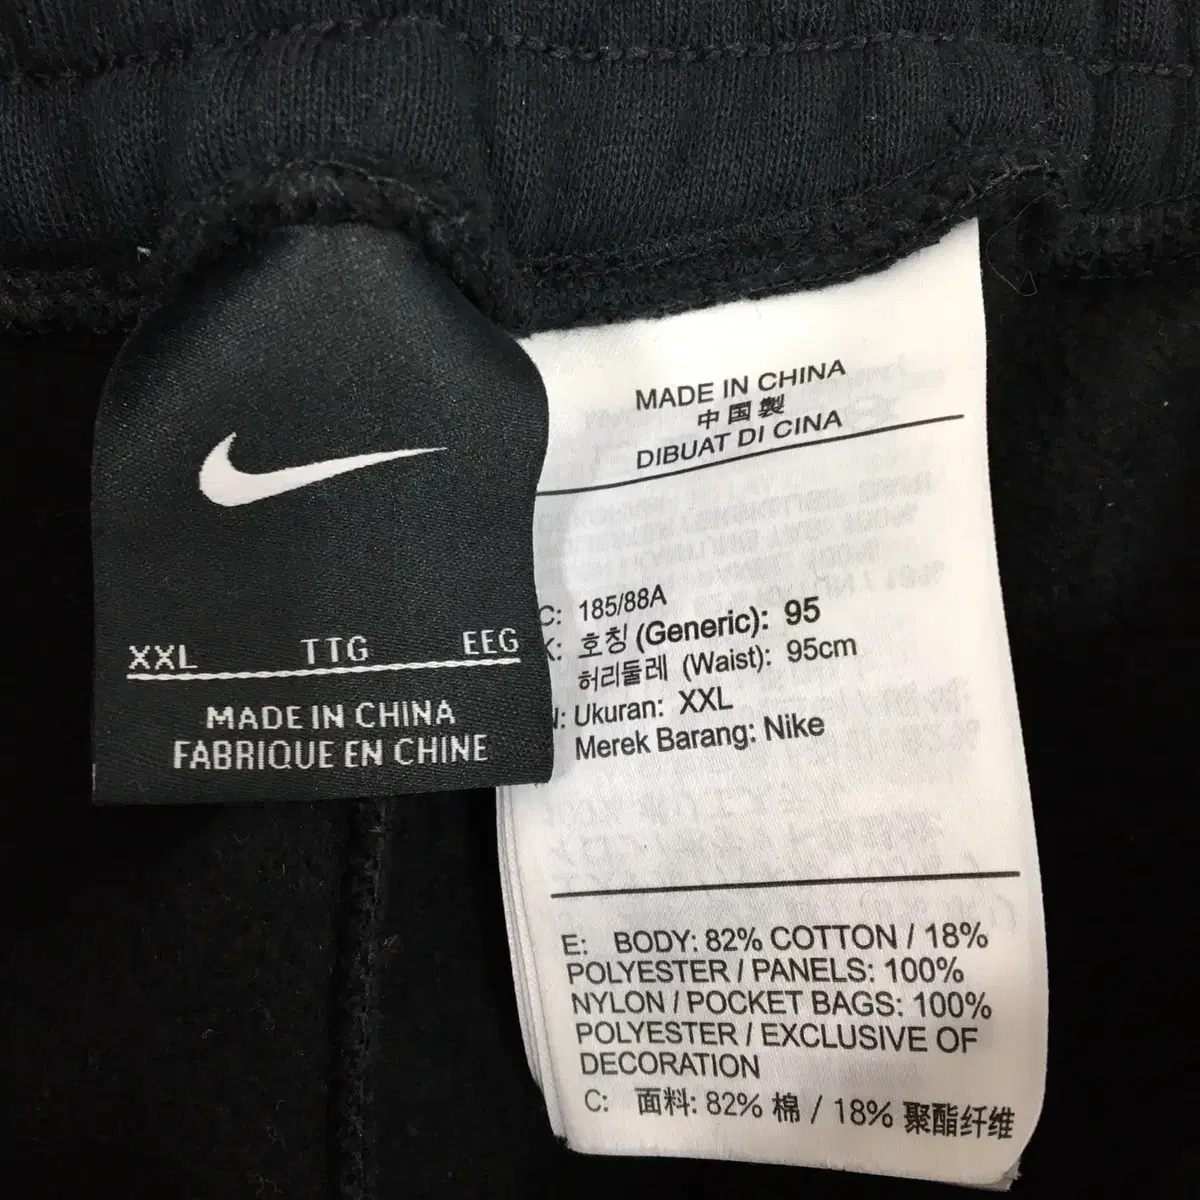 XXL TTG EEG
MADE IN CHINA
FABRIQUE EN CHINE
MADE IN CHINA
中国製
DIBUAT DI CINA
C: 185/88A
K: 호칭 (Generic): 95
허리둘레 (Waist): 95cm
N: Ukuran: XXL
Merek Barang: Nike
E: BODY: 82% COTTON / 18%
POLYESTER / PANELS: 100%
NYLON / POCKET BAGS: 100%
POLYESTER / EXCLUSIVE OF
DECORATION
C: 面料: 82% 棉 / 18% 聚酯纤维